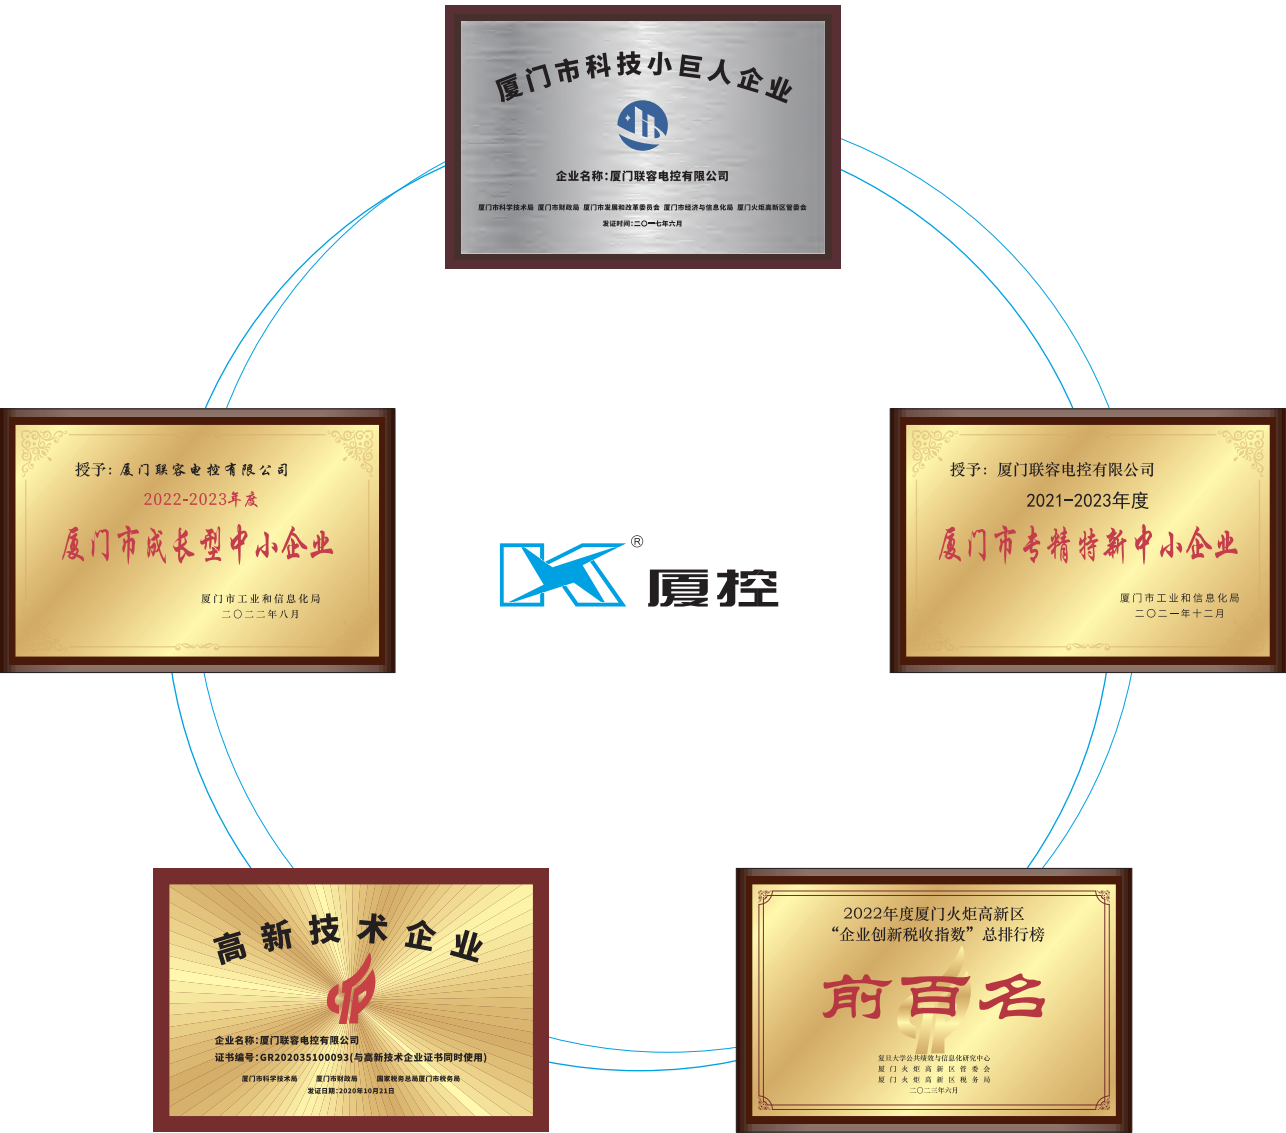 厦门市科技小巨人企业
企业名称:厦门联容电控有限公司
厦门市科学技术局 厦门市财政局 厦门市发展和改革委员会 厦门市经济与信息化局 厦门火炬高新区管委会
发证时间:二〇一七年六月
授予: 厦门联容电控有限公司
2022-2023年度
厦门市成长型中小企业
厦门市工业和信息化局
二〇二二年八月
®
厦控
授予: 厦门联容电控有限公司
2021-2023年度
厦门市专精特新中小企业
厦门市工业和信息化局
二〇二一年十二月
高新技术企业
企业名称:厦门联容电控有限公司
证书编号:GR202035100093(与高新技术企业证书同时使用)
厦门市科学技术局 厦门市财政局 国家税务总局厦门市税务局
发证日期:2020年10月21日
2022年度厦门火炬高新区
“企业创新税收指数”总排行榜
前百名
复旦大学公共绩效与信息化研究中心
厦门火炬高新区管委会
厦门火炬高新区税务局
二〇二三年六月